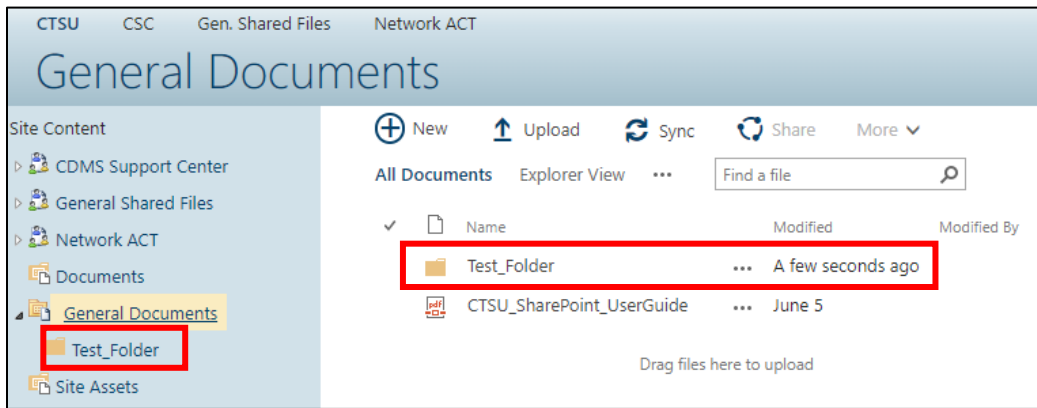 CTSU CSC Gen. Shared Files Network ACT
General Documents
Site Content
CDMS Support Center
General Shared Files
Network ACT
Documents
General Documents
Test_Folder
Site Assets
New Upload Sync Share More
All Documents Explorer View ••• Find a file
Name Modified Modified By
Test_Folder ••• A few seconds ago
pdf CTSU_SharePoint_UserGuide ••• June 5
Drag files here to upload